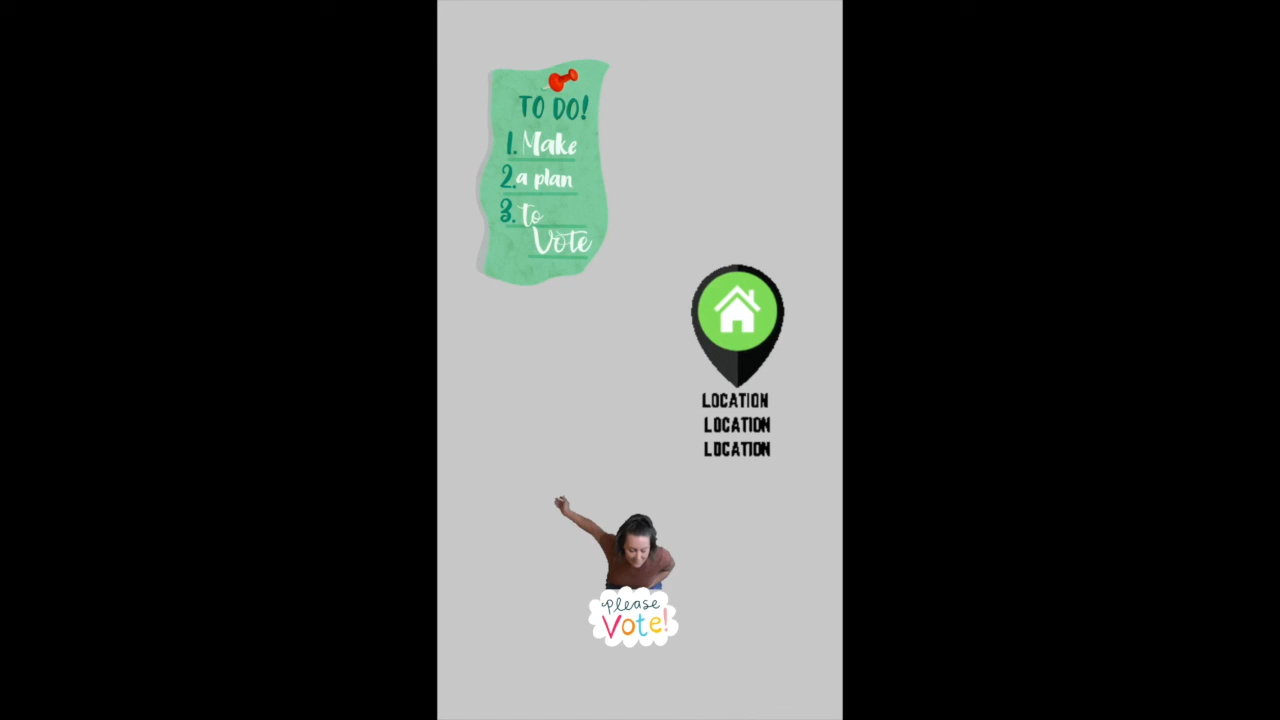 TO DO!
1. Make
2. a plan
3. to
Vote
LOCATION
LOCATION
LOCATION
please
Vote!